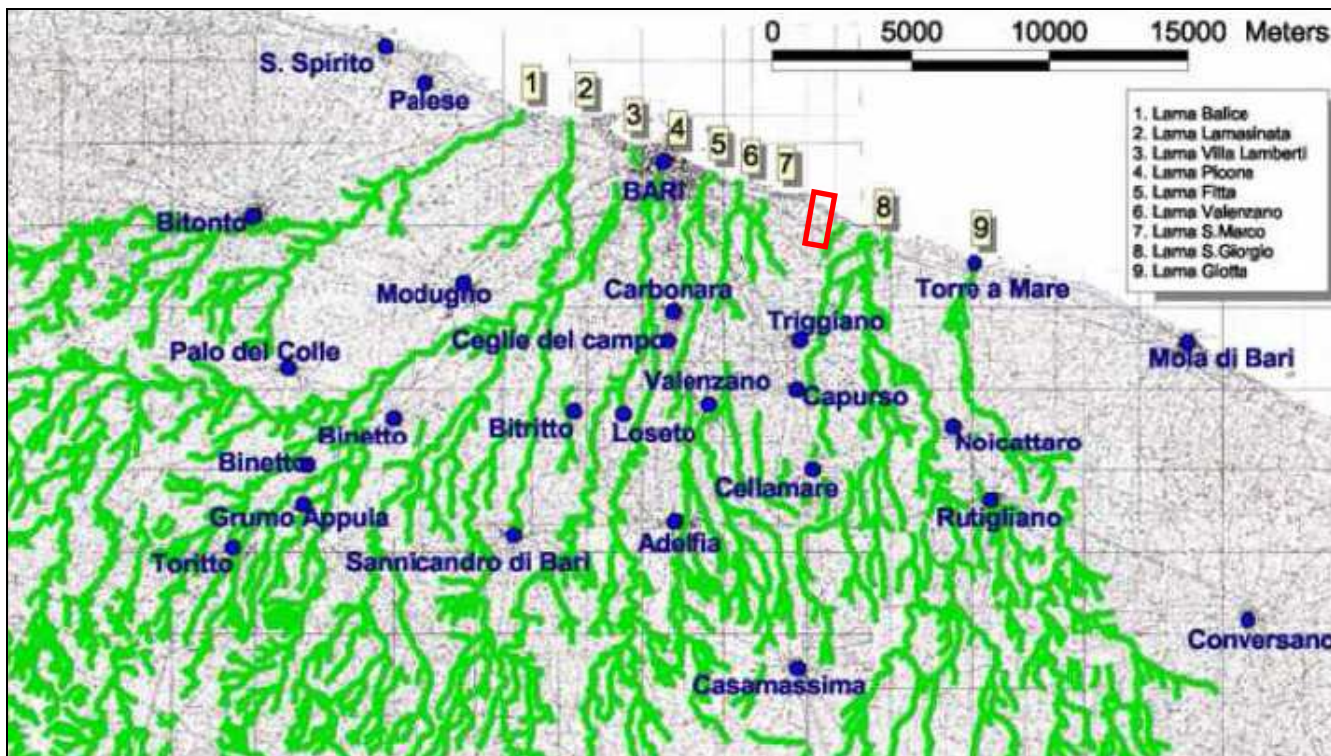 0 5000 10000 15000 Meters
S. Spirito
Palese
1
2
3
4
5
6
7
8
9
1. Lama Balice
2. Lama Lamasinata
3. Lama Villa Lamberti
4. Lama Picone
5. Lama Fitta
6. Lama Valenzano
7. Lama S.Marco
8. Lama S.Giorgio
9. Lama Giotta
BARI
Bitonto
Modugno
Carbonara
Torre a Mare
Triggiano
Ceglie del campo
Palo del Colle
Mola di Bari
Valenzano
Capurso
Binetto
Bitritto
Loseto
Noicattaro
Binetto
Cellamare
Grumo Appula
Rutigliano
Toritto
Sannicandro di Bari
Adelfia
Conversano
Casamassima